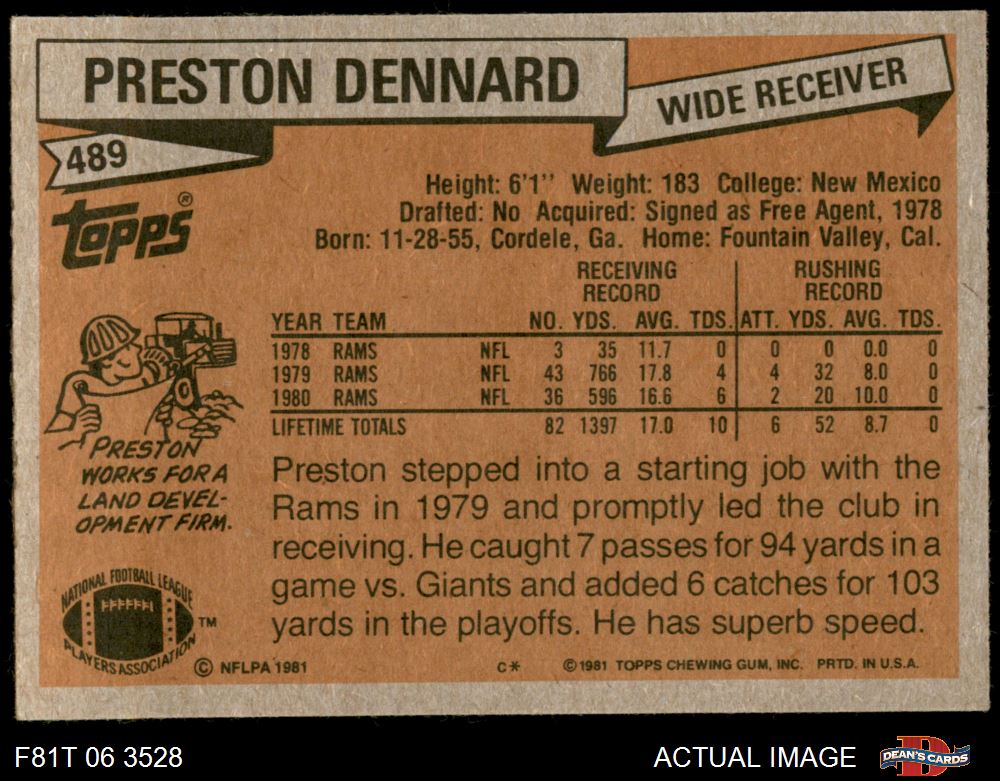 PRESTON DENNARD
WIDE RECEIVER
489
TOPPS®
Height: 6'1'' Weight: 183 College: New Mexico
Drafted: No Acquired: Signed as Free Agent, 1978
Born: 11-28-55, Cordele, Ga. Home: Fountain Valley, Cal.
RECEIVING RECORD RUSHING RECORD
YEAR TEAM NO. YDS. AVG. TDS. ATT. YDS. AVG. TDS.
1978 RAMS NFL 3 35 11.7 0 0 0 0.0 0
1979 RAMS NFL 43 766 17.8 4 4 32 8.0 0
1980 RAMS NFL 36 596 16.6 6 2 20 10.0 0
LIFETIME TOTALS 82 1397 17.0 10 6 52 8.7 0
PRESTON
WORKS FOR A
LAND DEVEL-
OPMENT FIRM.
Preston stepped into a starting job with the
Rams in 1979 and promptly led the club in
receiving. He caught 7 passes for 94 yards in a
game vs. Giants and added 6 catches for 103
yards in the playoffs. He has superb speed.
NATIONAL FOOTBALL LEAGUE
PLAYERS ASSOCIATION
TM
© NFLPA 1981
C*
© 1981 TOPPS CHEWING GUM, INC. PRTD. IN U.S.A.
F81T 06 3528
ACTUAL IMAGE
DEAN'S CARDS